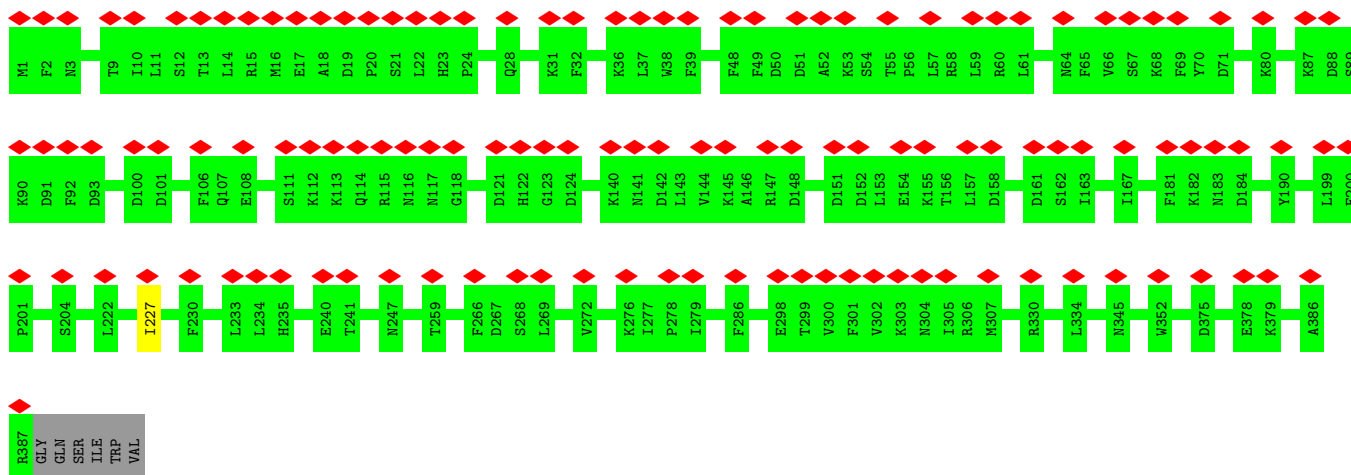 M1 F2 N3 T9 I10 L11 S12 T13 L14 R15 M16 E17 A18 D19 P20 S21 L22 H23 P24 Q28 K31 F32 K36 L37 W38 F39 F48 F49 D50 D51 A52 K53 S54 T55 P56 L57 R58 L59 R60 L61 N64 F65 V66 S67 K68 F69 Y70 D71 K80 K87 D88 S89
K90 D91 F92 D93 D100 D101 F106 Q107 E108 S111 K112 K113 Q114 R115 N116 N117 G118 D121 H122 G123 D124 K140 N141 D142 L143 V144 K145 A146 R147 D148 D151 D152 L153 E154 K155 T156 L157 D158 D161 S162 I163 I167 F181 K182 N183 D184 Y190 L199
P201 S204 L222 I227 F230 L233 L234 H235 E240 T241 N247 T259 F266 D267 S268 L269 V272 K276 I277 P278 I279 F286 E298 T299 V300 F301 V302 K303 N304 I305 R306 M307 R330 L334 N345 W352 D375 E378 K379 A386
R387 GLY GLN SER ILE TRP VAL